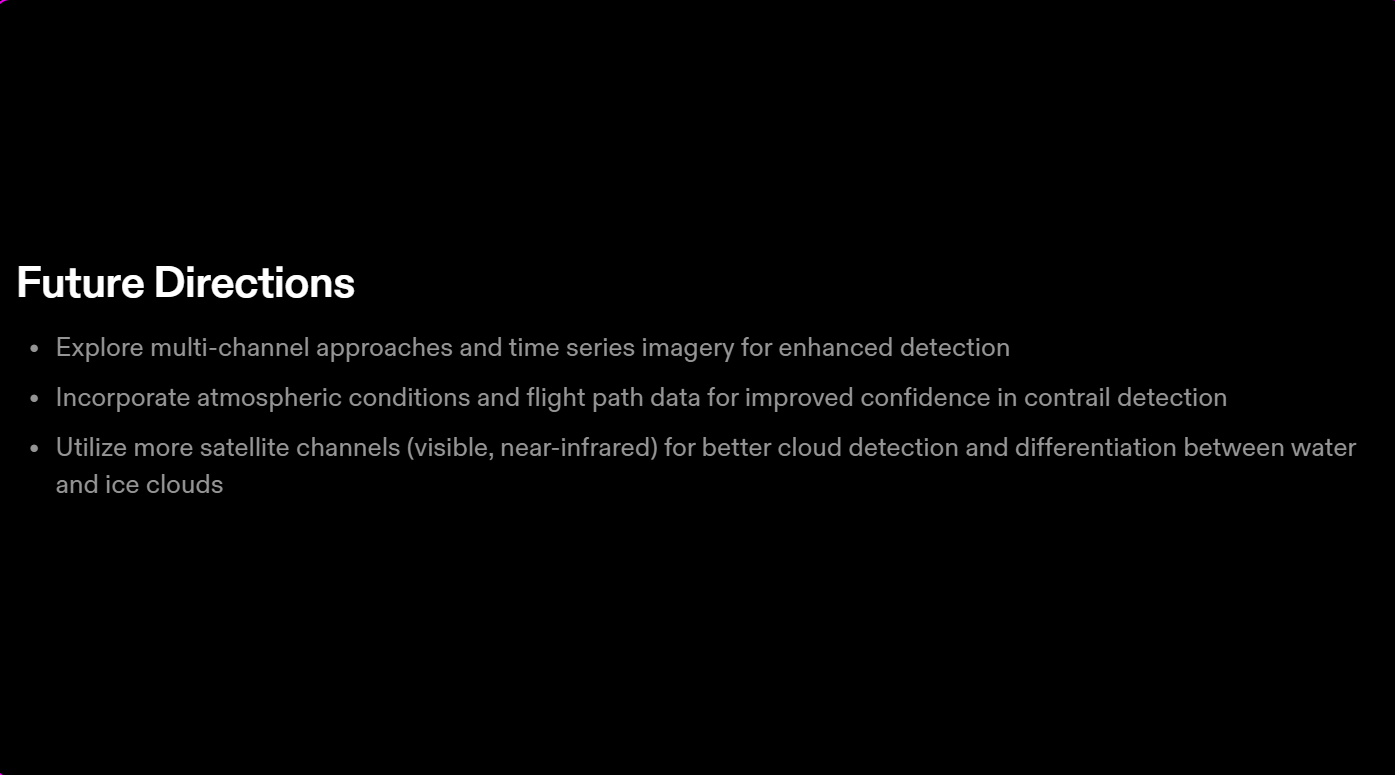 Future Directions
• Explore multi-channel approaches and time series imagery for enhanced detection
• Incorporate atmospheric conditions and flight path data for improved confidence in contrail detection
• Utilize more satellite channels (visible, near-infrared) for better cloud detection and differentiation between water
and ice clouds